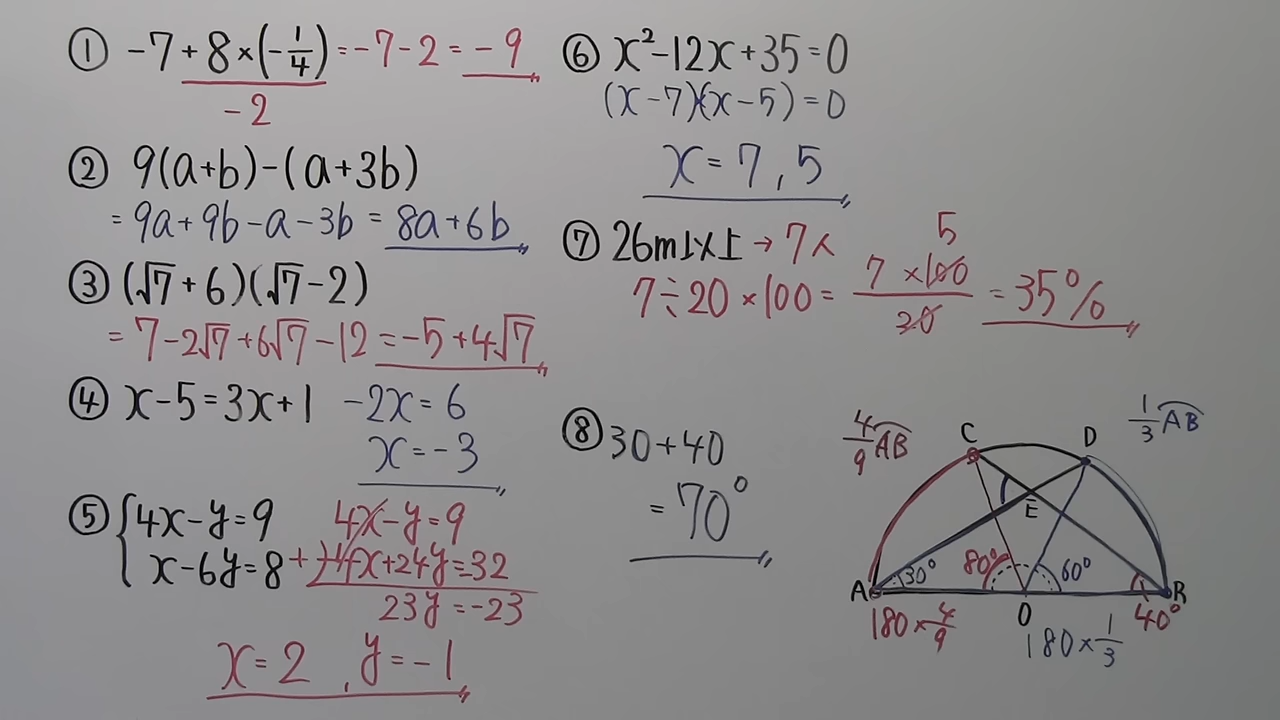 ① -7+8×(-1/4)=-7-2=-9
-2
② 9(a+b)-(a+3b)
=9a+9b-a-3b=8a+6b
③ (√7+6)(√7-2)
=7-2√7+6√7-12=-5+4√7
④ x-5=3x+1 -2x=6
x=-3
⑤ { 4x-y=9 4x-y=9
x-6y=8 +)-4x+24y=-32
23y=-23
x=2, y=-1
⑥ x²-12x+35=0
(x-7)(x-5)=0
x=7,5
⑦ 26m以上→7人
5
7÷20×100= 7×100/20 =35%
⑧ 30+40
=70°
4/9 AB
C
D
1/3 AB
E
A
30°
80°
60°
B
O
40°
180×4/9
180×1/3